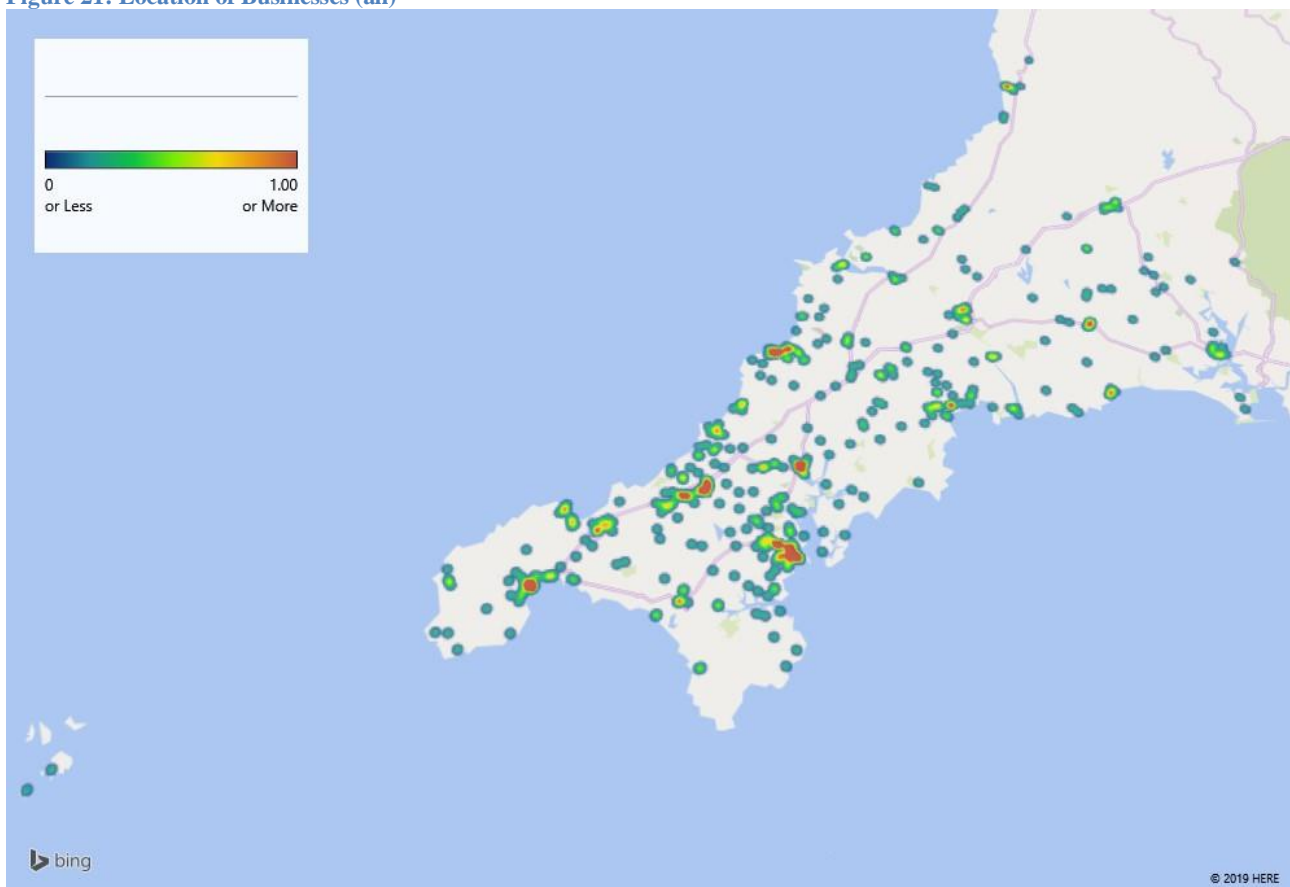 Figure 21: Location of Businesses (all)
0
1.00
or Less
or More
bing
© 2019 HERE